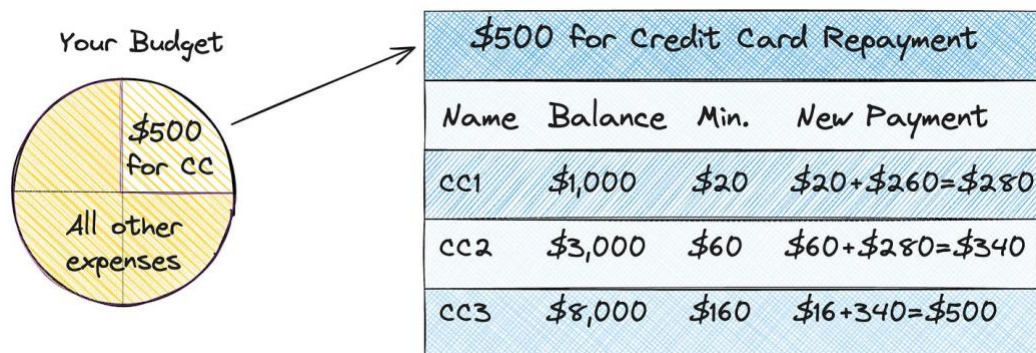 Your Budget
$500
for CC
All other
expenses
$500 for Credit Card Repayment
Name Balance Min. New Payment
CC1 $1,000 $20 $20+$260=$280
CC2 $3,000 $60 $60+$280=$340
CC3 $8,000 $160 $16+340=$500